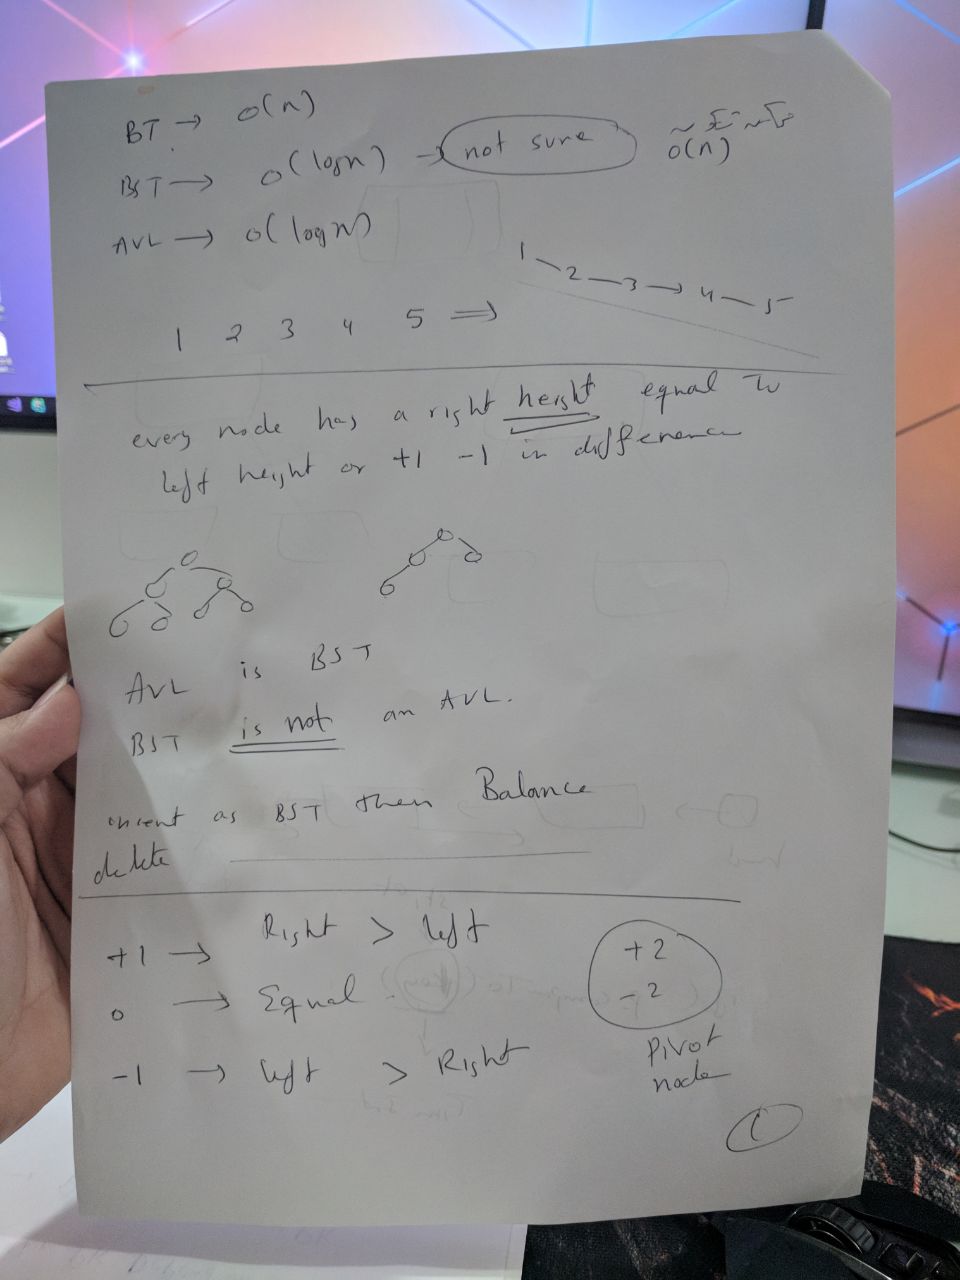 BT → O(n)
BST → O(logn) → not sure
O(n)
AVL → O(logn)
1 2 3 4 5 ⇒ 1 2 3 → 4 5
every node has a right height equal to
left height or +1 -1 in difference
AVL is BST
BST is not an AVL.
insert as BST then Balance
delete
+1 → Right > left
0 → Equal
-1 → left > Right
+2
-2
Pivot
node
1